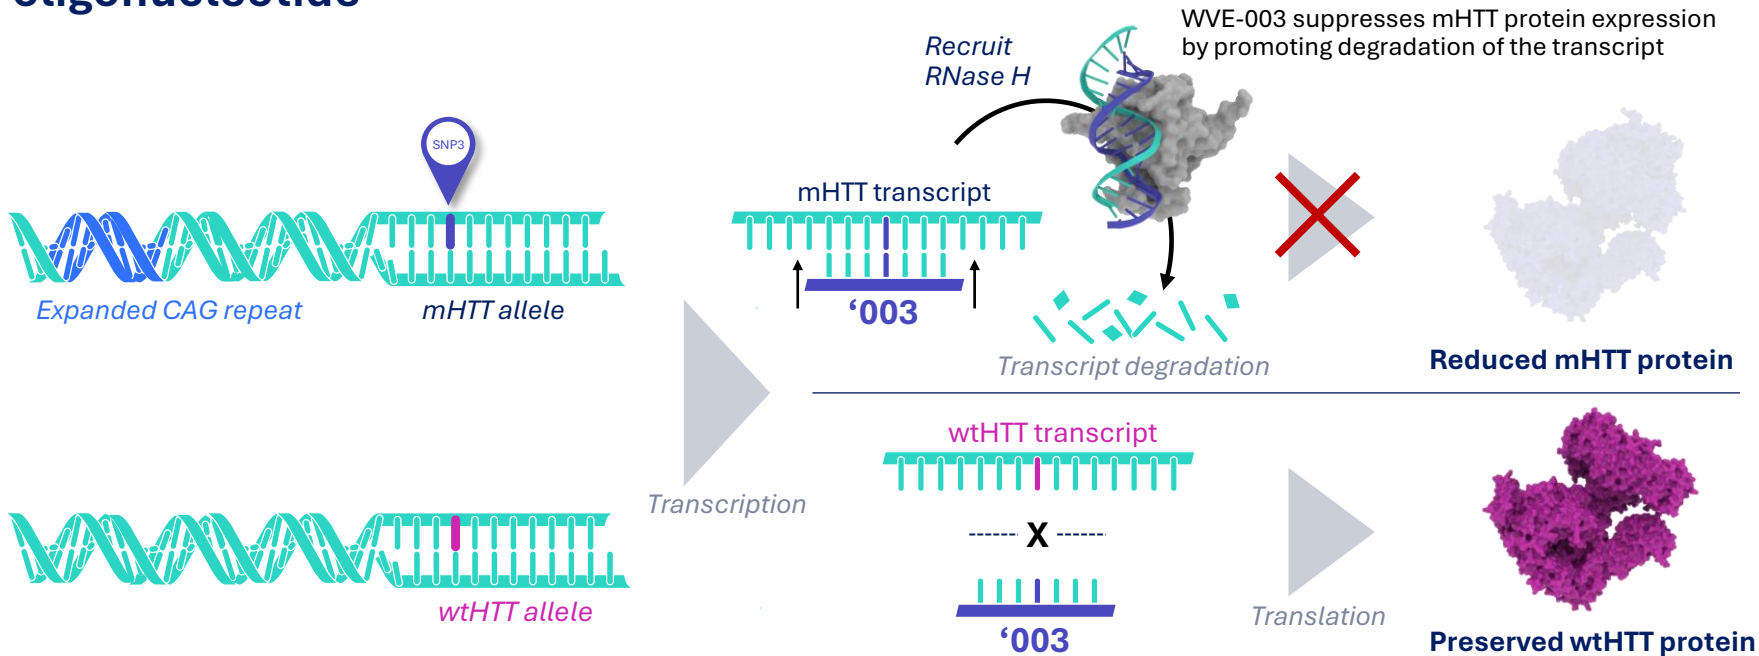 oligonucleotide
WVE-003 suppresses mHTT protein expression
by promoting degradation of the transcript
Recruit
RNase H
SNP3
mHTT transcript
Expanded CAG repeat
mHTT allele
‘003
Transcript degradation
Reduced mHTT protein
wtHTT transcript
Transcription
X
wtHTT allele
‘003
Translation
Preserved wtHTT protein